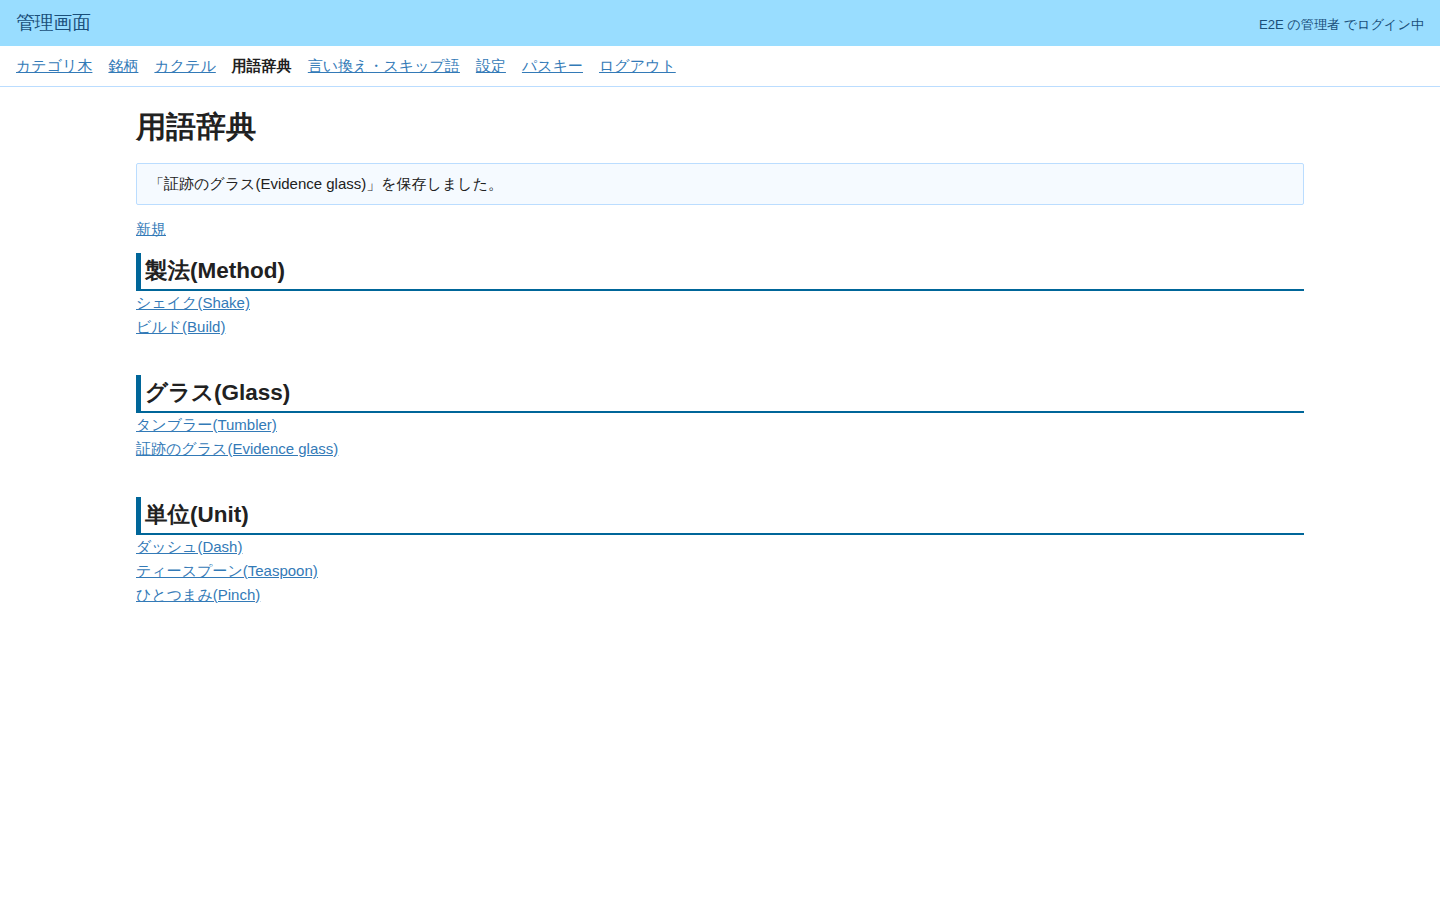 管理画面
E2E の管理者 でログイン中
カテゴリ木 銘柄 カクテル 用語辞典 言い換え・スキップ語 設定 パスキー ログアウト
用語辞典
「証跡のグラス(Evidence glass)」を保存しました。
新規
製法(Method)
シェイク(Shake)
ビルド(Build)
グラス(Glass)
タンブラー(Tumbler)
証跡のグラス(Evidence glass)
単位(Unit)
ダッシュ(Dash)
ティースプーン(Teaspoon)
ひとつまみ(Pinch)